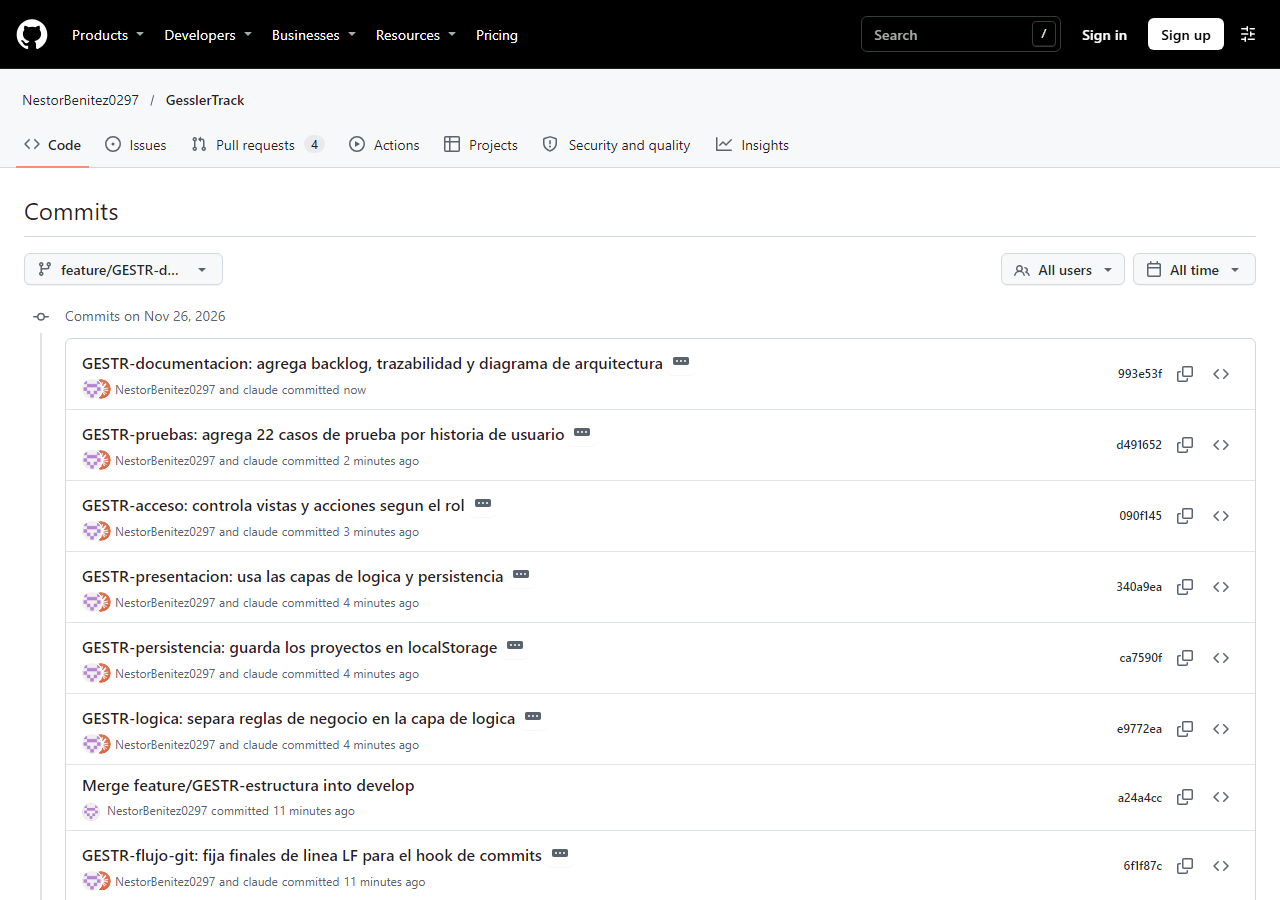 Products Developers Businesses Resources Pricing Search / Sign in Sign up
NestorBenitez0297 / GesslerTrack
Code Issues Pull requests 4 Actions Projects Security and quality Insights
Commits
feature/GESTR-d... All users All time
Commits on Nov 26, 2026
GESTR-documentacion: agrega backlog, trazabilidad y diagrama de arquitectura
NestorBenitez0297 and claude committed now
993e53f
GESTR-pruebas: agrega 22 casos de prueba por historia de usuario
NestorBenitez0297 and claude committed 2 minutes ago
d491652
GESTR-acceso: controla vistas y acciones segun el rol
NestorBenitez0297 and claude committed 3 minutes ago
090f145
GESTR-presentacion: usa las capas de logica y persistencia
NestorBenitez0297 and claude committed 4 minutes ago
340a9ea
GESTR-persistencia: guarda los proyectos en localStorage
NestorBenitez0297 and claude committed 4 minutes ago
ca7590f
GESTR-logica: separa reglas de negocio en la capa de logica
NestorBenitez0297 and claude committed 4 minutes ago
e9772ea
Merge feature/GESTR-estructura into develop
NestorBenitez0297 committed 11 minutes ago
a24a4cc
GESTR-flujo-git: fija finales de linea LF para el hook de commits
NestorBenitez0297 and claude committed 11 minutes ago
6f1f87c